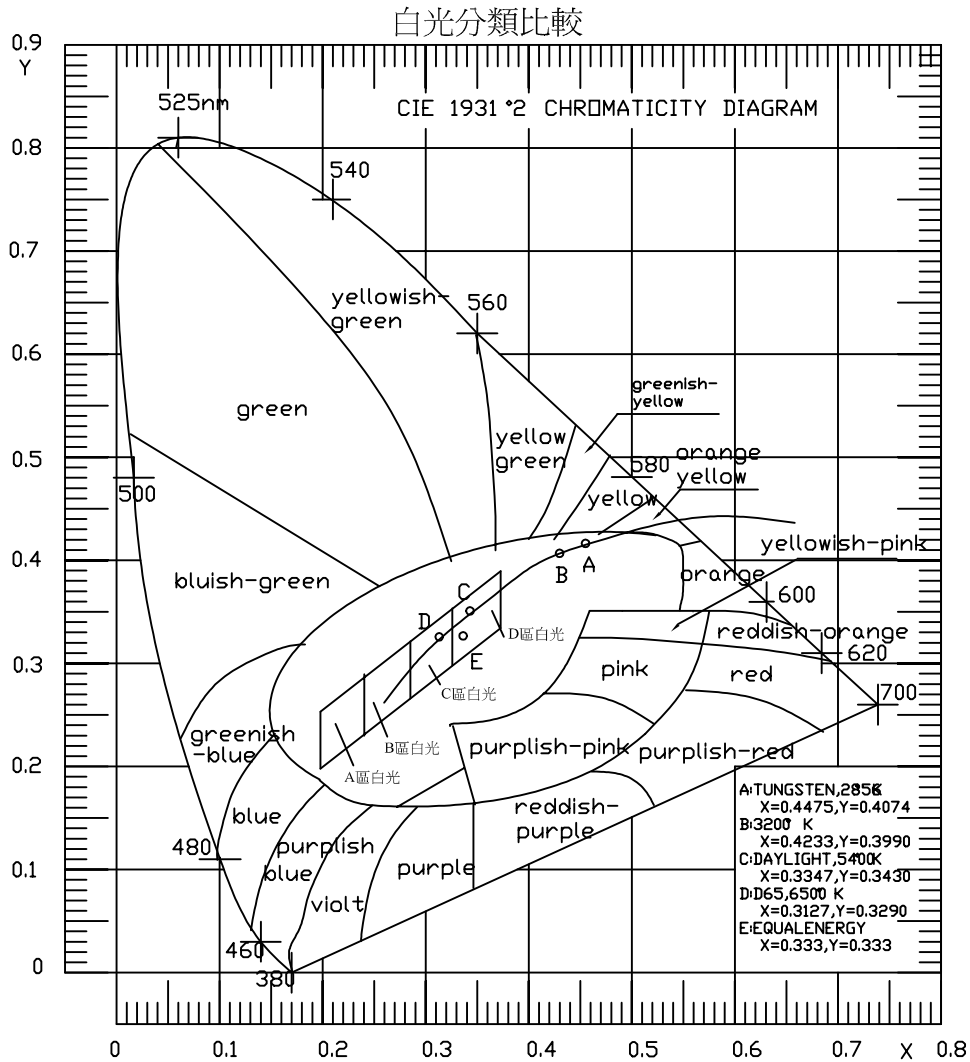 白光分類比較
0.9
Y
525nm
CIE 1931 °2 CHROMATICITY DIAGRAM
0.8
540
0.7
560
yellowish-
green
0.6
greenish-
yellow
green
yellow
green
orange
yellow
0.5
580
500
yellow
yellowish-pink
0.4
A
B
bluish-green
orange
C
600
D
D區白光
reddish-orange
E
620
0.3
pink
red
C區白光
700
greenish
-blue
B區白光
purplish-pink
purplish-red
0.2
A區白光
A:TUNGSTEN,2856°K
X=0.4475,Y=0.4074
B:3200° K
X=0.4233,Y=0.3990
C:DAYLIGHT,5400°K
X=0.3347,Y=0.3430
D:D65,6500° K
X=0.3127,Y=0.3290
E:EQUALENERGY
X=0.333,Y=0.333
blue
reddish-
purple
480
purplish
blue
0.1
purple
violt
460
0
380
0
0.1
0.2
0.3
0.4
0.5
0.6
0.7
X
0.8